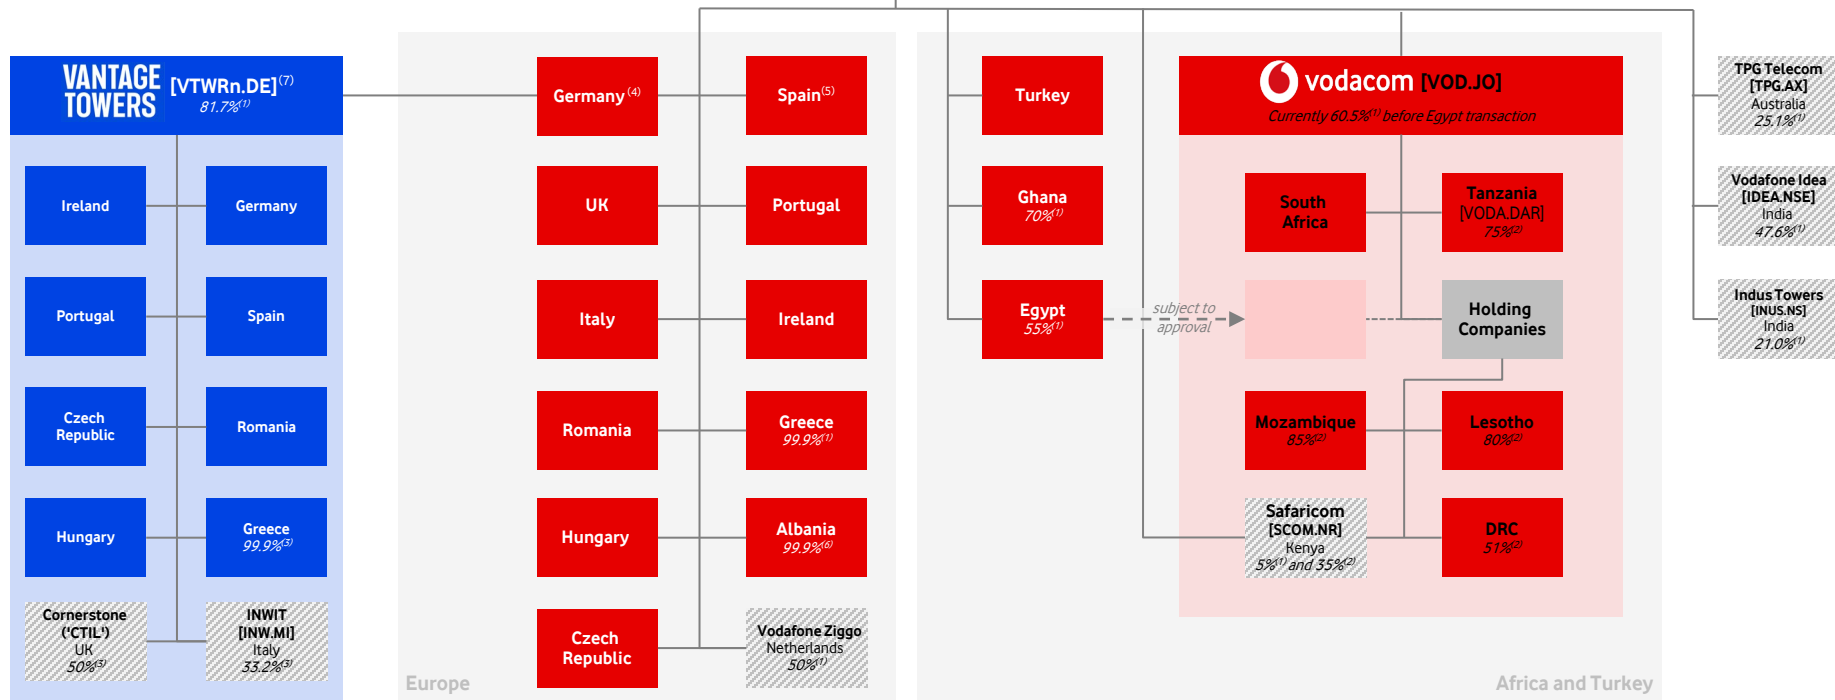 VANTAGE
TOWERS
[VTWRn.DE](7)
81.7%(1)
Ireland
Germany
Portugal
Spain
Czech
Republic
Romania
Hungary
Greece
99.9%(3)
Cornerstone
('CTIL')
UK
50%(3)
INWIT
[INW.MI]
Italy
33.2%(3)
Germany(4)
Spain(5)
UK
Portugal
Italy
Ireland
Romania
Greece
99.9%(1)
Hungary
Albania
99.9%(6)
Czech
Republic
Vodafone Ziggo
Netherlands
50%(1)
Europe
Turkey
Ghana
70%(1)
Egypt
55%(1)
subject to
approval
vodacom [VOD.JO]
Currently 60.5%(1) before Egypt transaction
South
Africa
Tanzania
[VODA.DAR]
75%(2)
Holding
Companies
Mozambique
85%(2)
Lesotho
80%(2)
Safaricom
[SCOM.NR]
Kenya
5%(1) and 35%(2)
DRC
51%(2)
Africa and Turkey
TPG Telecom
[TPG.AX]
Australia
25.1%(1)
Vodafone Idea
[IDEA.NSE]
India
47.6%(1)
Indus Towers
[INUS.NS]
India
21.0%(1)